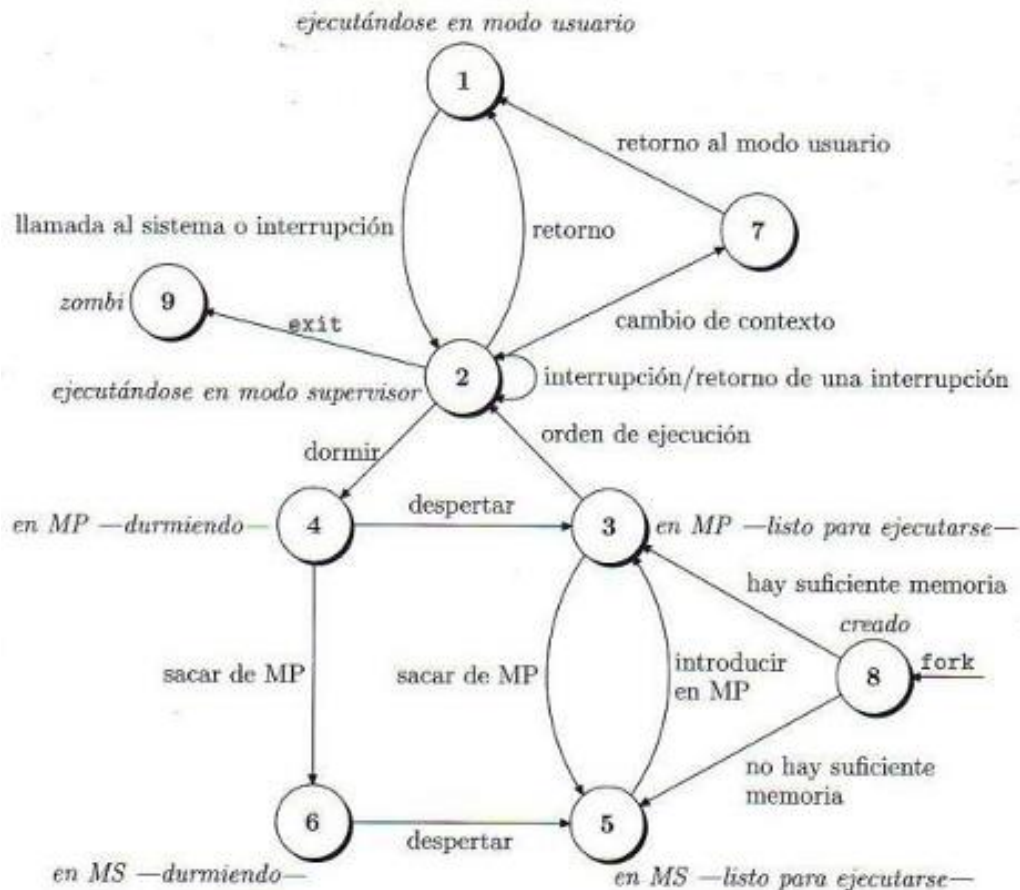 ejecutándose en modo usuario
1
retorno al modo usuario
llamada al sistema o interrupción
retorno
7
zombi
9
exit
cambio de contexto
2
interrupción/retorno de una interrupción
ejecutándose en modo supervisor
orden de ejecución
dormir
despertar
en MP —durmiendo—
4
3
en MP —listo para ejecutarse—
hay suficiente memoria
creado
sacar de MP
sacar de MP
introducir
en MP
8
fork
no hay suficiente
memoria
6
despertar
5
en MS —durmiendo—
en MS —listo para ejecutarse—